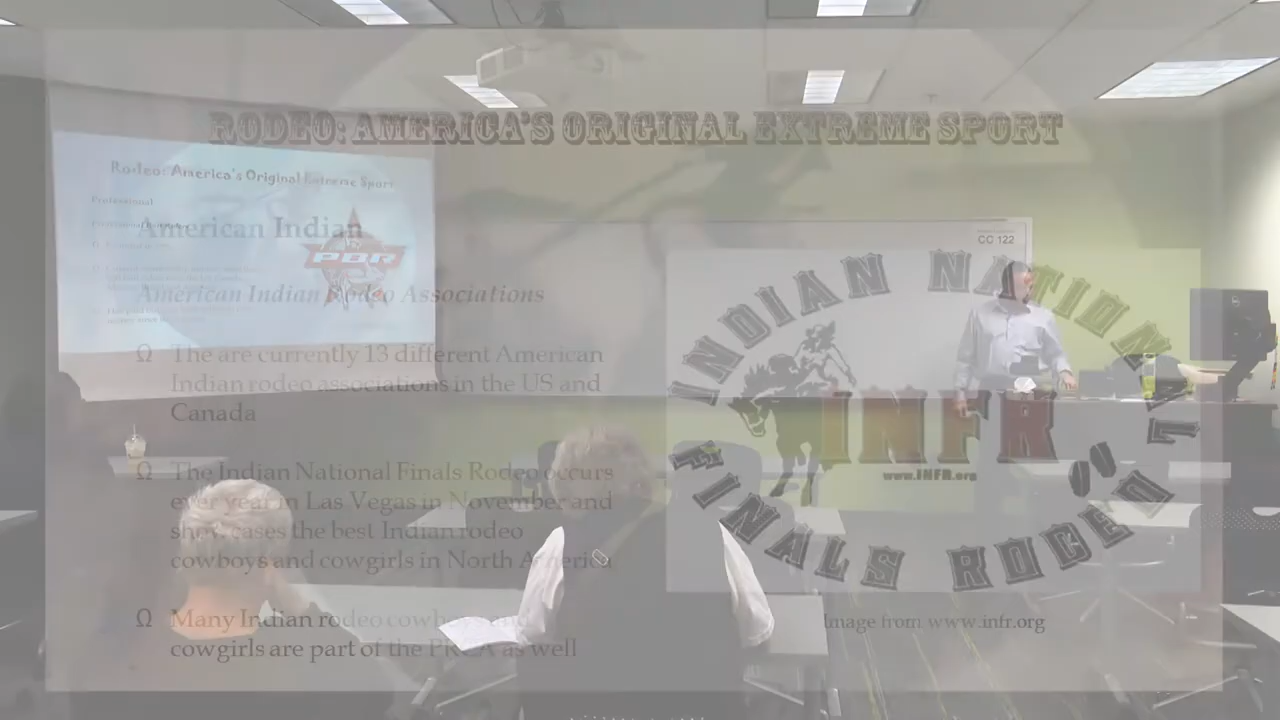 RODEO: AMERICA'S ORIGINAL EXTREME SPORT
Rodeo: America's Original Extreme Sport
Professional
PBR
American Indian
American Indian Rodeo Associations
Ω The are currently 13 different American
Indian rodeo associations in the US and
Canada
Ω The Indian National Finals Rodeo occurs
ever year in Las Vegas in November and
show cases the best Indian rodeo
cowboys and cowgirls in North America
Ω Many Indian rodeo cowboys and
cowgirls are part of the PRCA as well
CC 122
INDIAN NATIONAL
INFR
www.INFR.org
FINALS RODEO
Image from www.infr.org